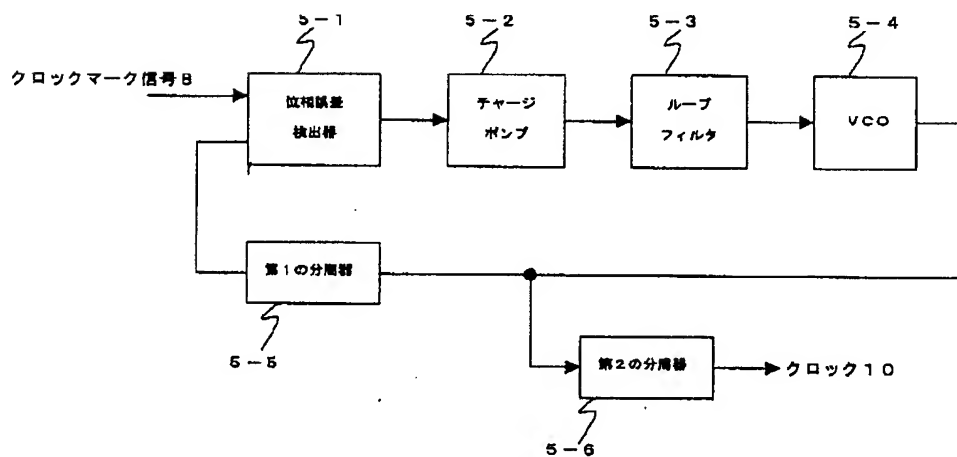 5-1
5-2
5-3
5-4
クロックマーク信号8
位相誤差
検出器
チャージ
ポンプ
ループ
フィルタ
VCO
第1の分周器
5-5
第2の分周器
クロック10
5-6